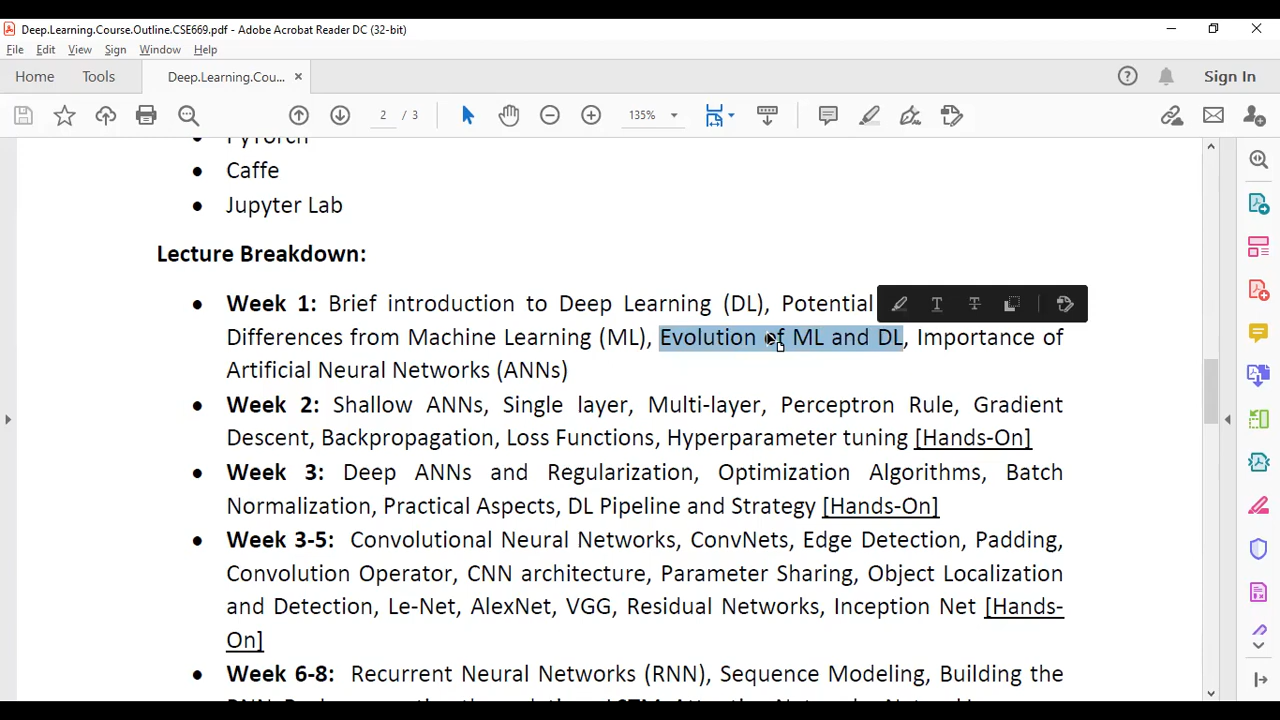 Deep.Learning.Course.Outline.CSE669.pdf - Adobe Acrobat Reader DC (32-bit)
File Edit View Sign Window Help
Home Tools Deep.Learning.Cou... × Sign In
2 / 3 135%
PyTorch
• Caffe
• Jupyter Lab
Lecture Breakdown:
• Week 1: Brief introduction to Deep Learning (DL), Potential
Differences from Machine Learning (ML), Evolution of ML and DL, Importance of
Artificial Neural Networks (ANNs)
• Week 2: Shallow ANNs, Single layer, Multi-layer, Perceptron Rule, Gradient
Descent, Backpropagation, Loss Functions, Hyperparameter tuning [Hands-On]
• Week 3: Deep ANNs and Regularization, Optimization Algorithms, Batch
Normalization, Practical Aspects, DL Pipeline and Strategy [Hands-On]
• Week 3-5: Convolutional Neural Networks, ConvNets, Edge Detection, Padding,
Convolution Operator, CNN architecture, Parameter Sharing, Object Localization
and Detection, Le-Net, AlexNet, VGG, Residual Networks, Inception Net [Hands-
On]
• Week 6-8: Recurrent Neural Networks (RNN), Sequence Modeling, Building the